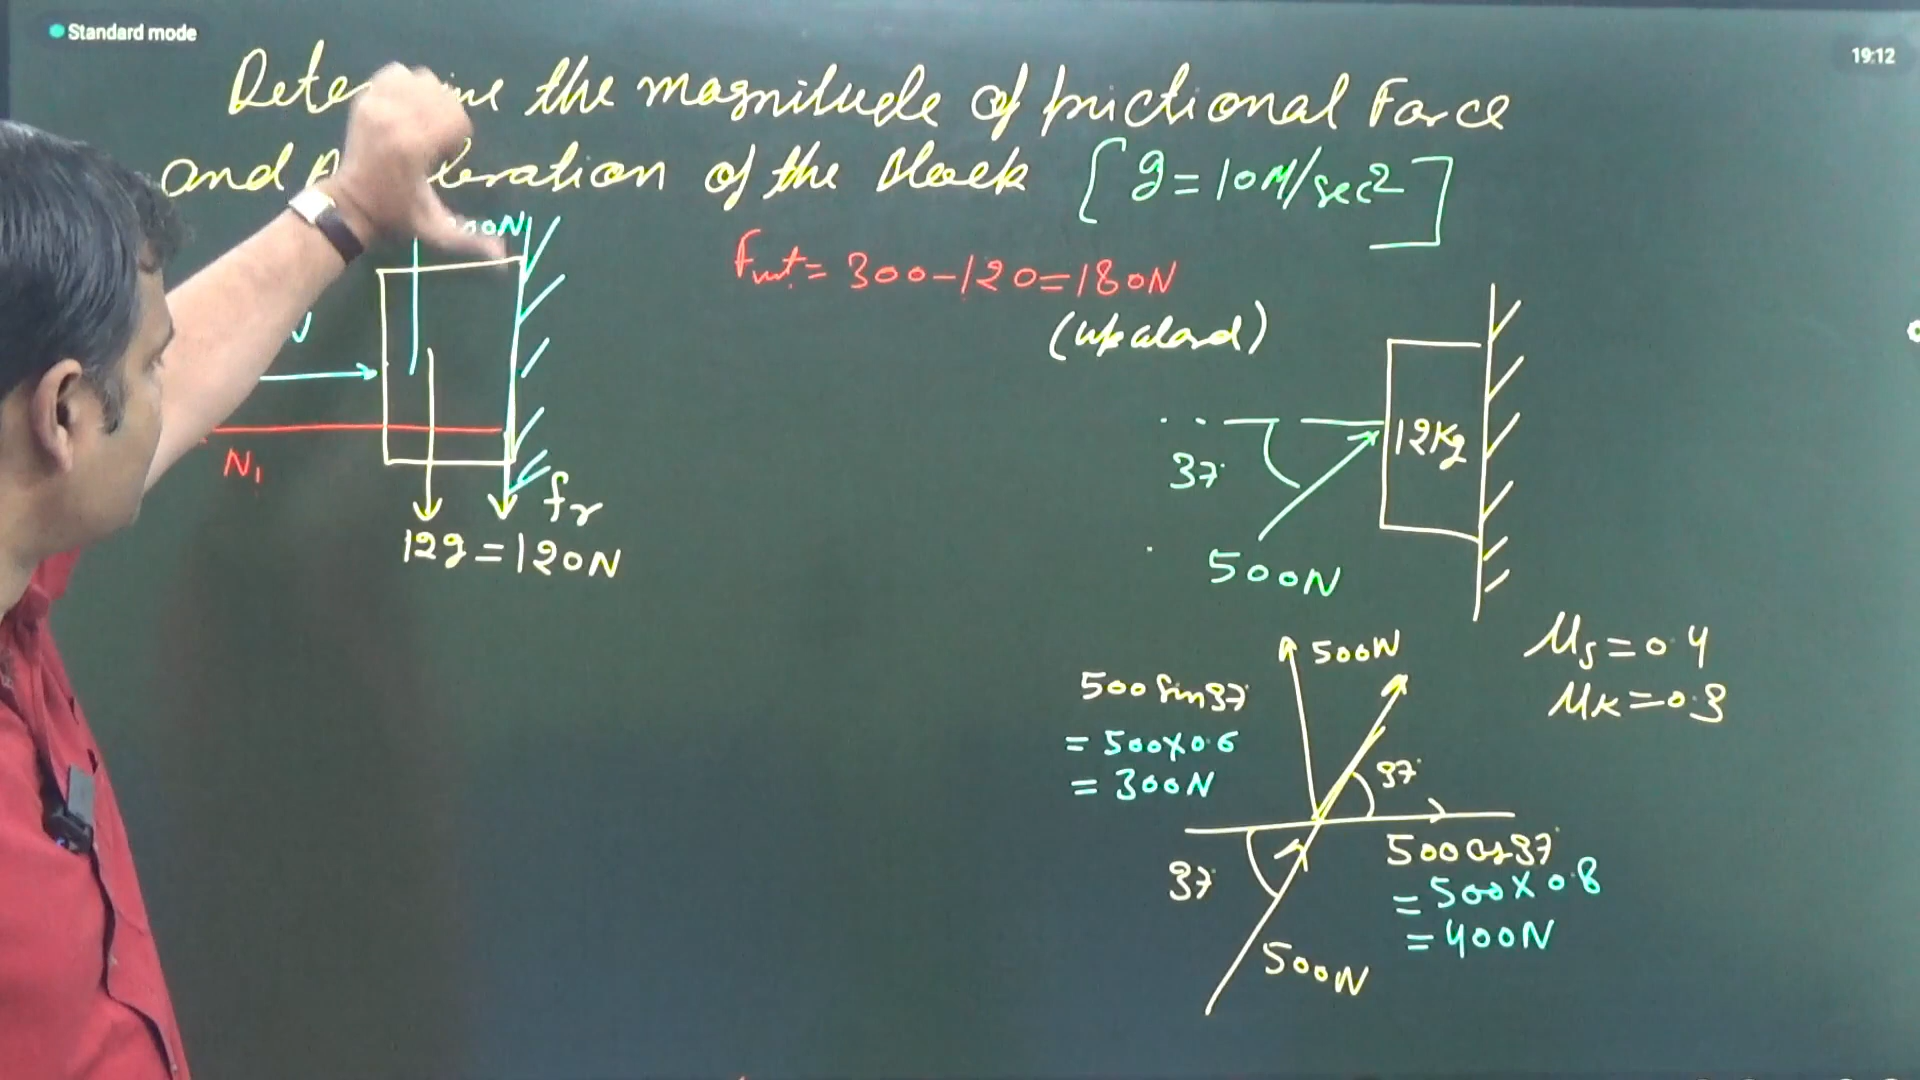 Standard mode
19:12
the magnitude of frictional Force
and of the Block [g=10M/sec²]
Fnet = 300-120=180N
(upward)
N₁
fr
12g=120N
37°
12Kg
500N
μs=0.4
μk=0.3
500N
500 Sin37°
= 500×0.6
= 300N
37°
500 cos37°
= 500×0.8
= 400N
37°
500N